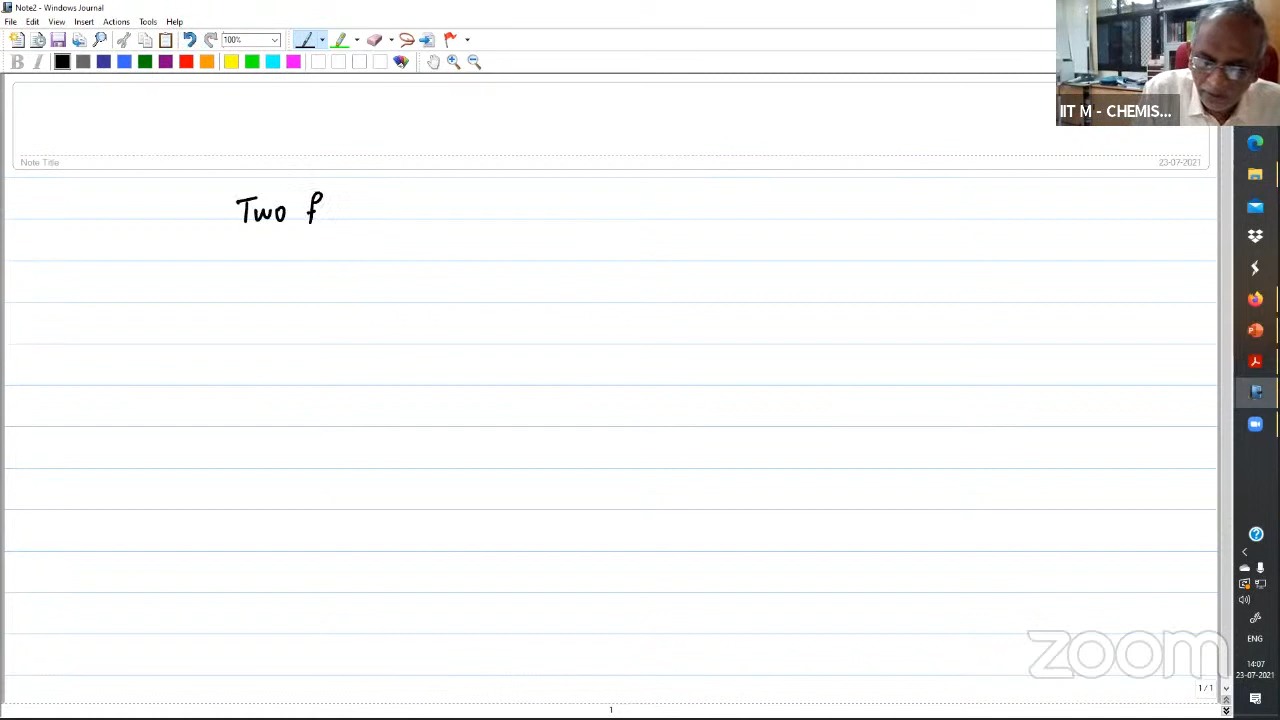 Note2 - Windows Journal
File Edit View Insert Actions Tools Help
100%
B I
IIT M - CHEMIS...
Note Title
23-07-2021
Two f
ENG
14:07
23-07-2021
zoom
1 / 1
1